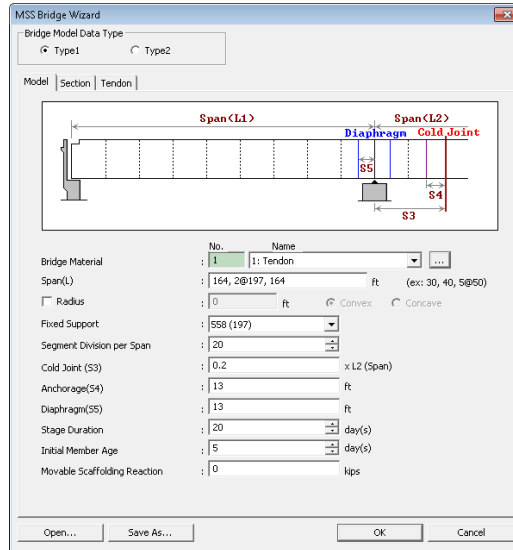 MSS Bridge Wizard
Bridge Model Data Type
Type1 Type2
Model Section Tendon
Span(L1) Span(L2)
Diaphragm Cold Joint
S5
S4
S3
No. Name
Bridge Material : 1 1: Tendon ...
Span(L) : 164, 2@197, 164 ft (ex: 30, 40, 5@50)
Radius : 0 ft Convex Concave
Fixed Support : 558 (197)
Segment Division per Span : 20
Cold Joint (S3) : 0.2 x L2 (Span)
Anchorage(S4) : 13 ft
Diaphragm(S5) : 13 ft
Stage Duration : 20 day(s)
Initial Member Age : 5 day(s)
Movable Scaffolding Reaction : 0 kips
Open... Save As... OK Cancel